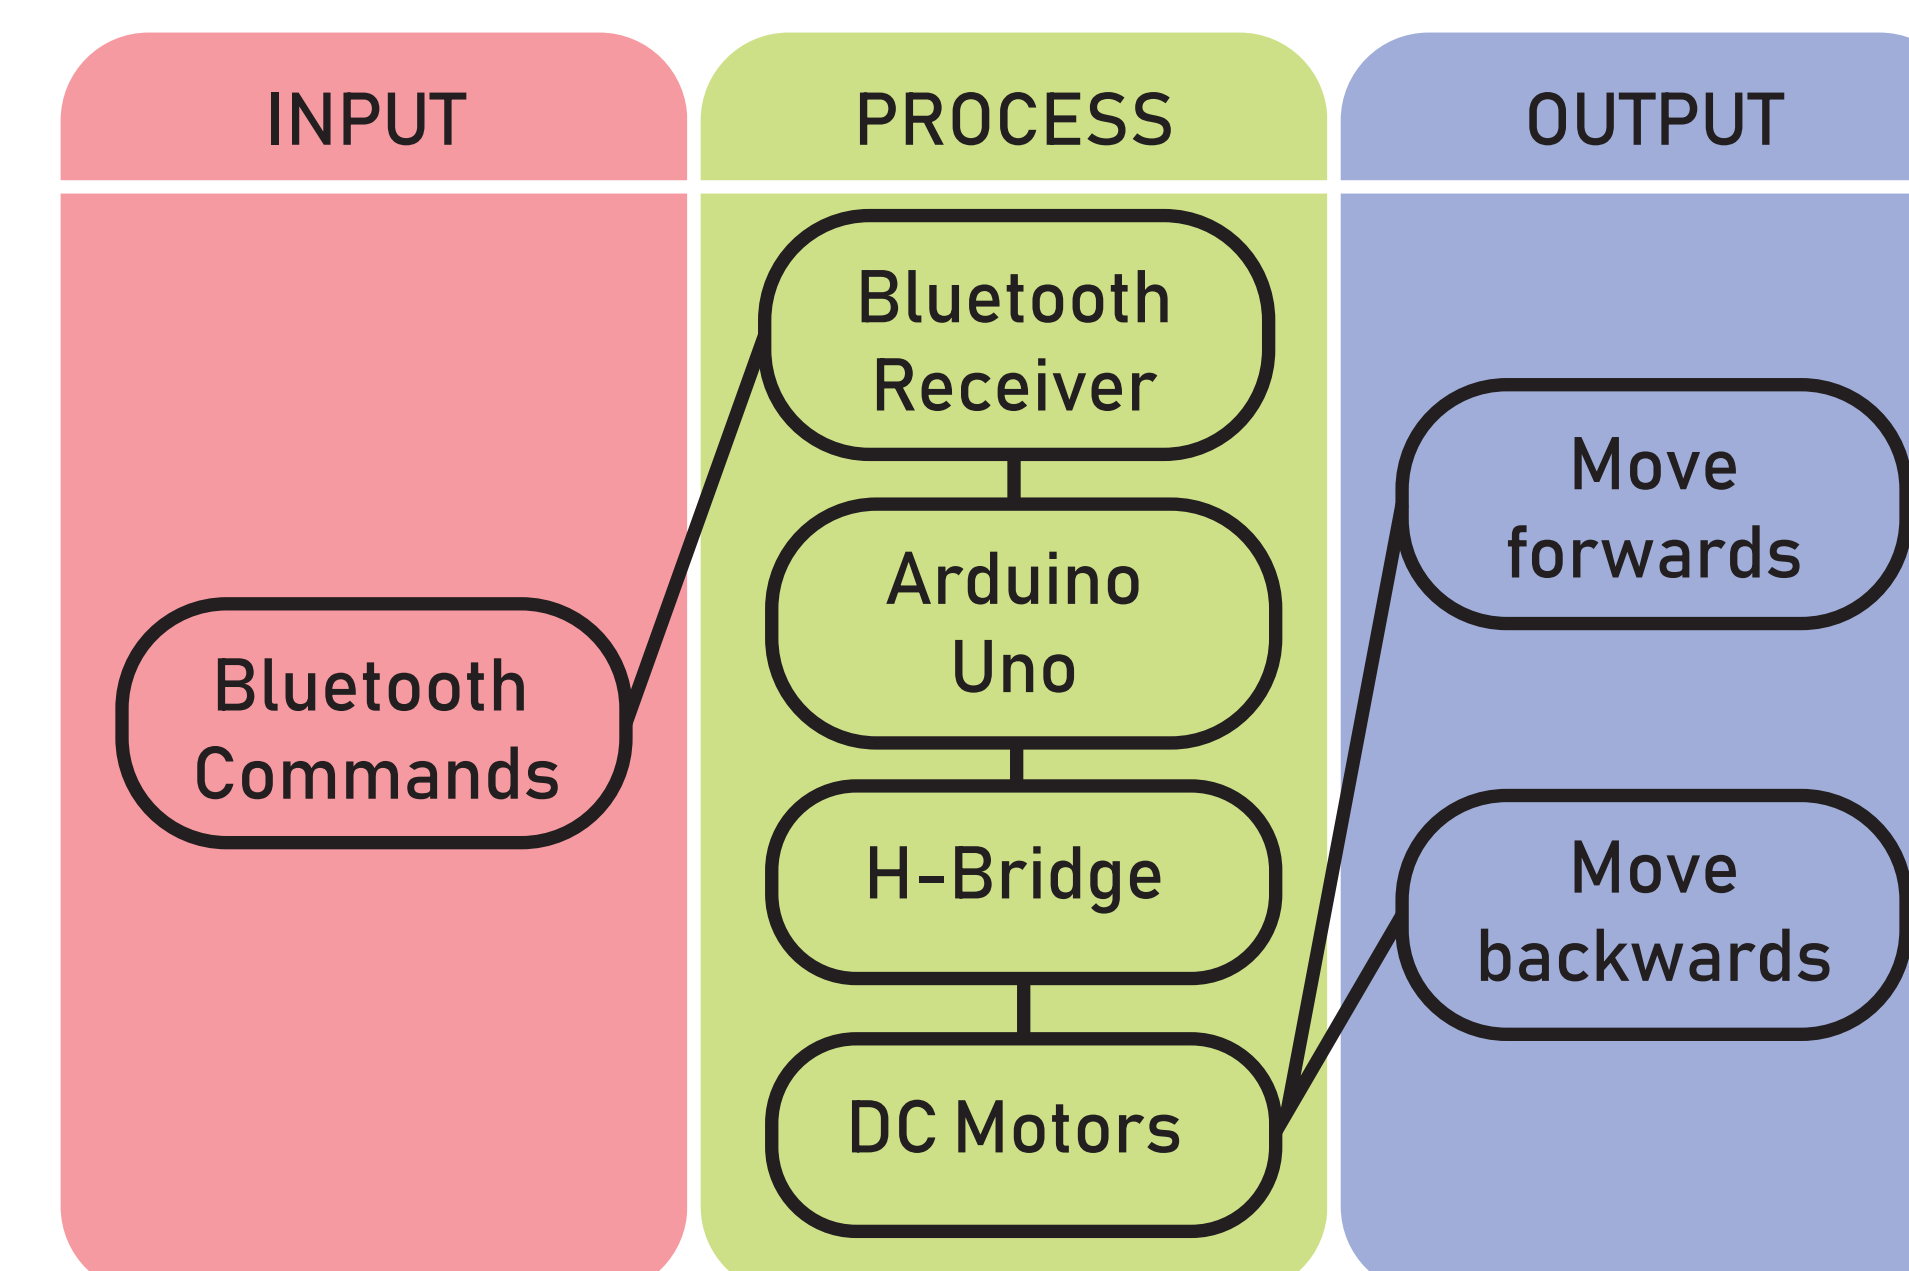 INPUT
PROCESS
OUTPUT
Bluetooth
Commands
Bluetooth
Receiver
Arduino
Uno
H-Bridge
DC Motors
Move
forwards
Move
backwards